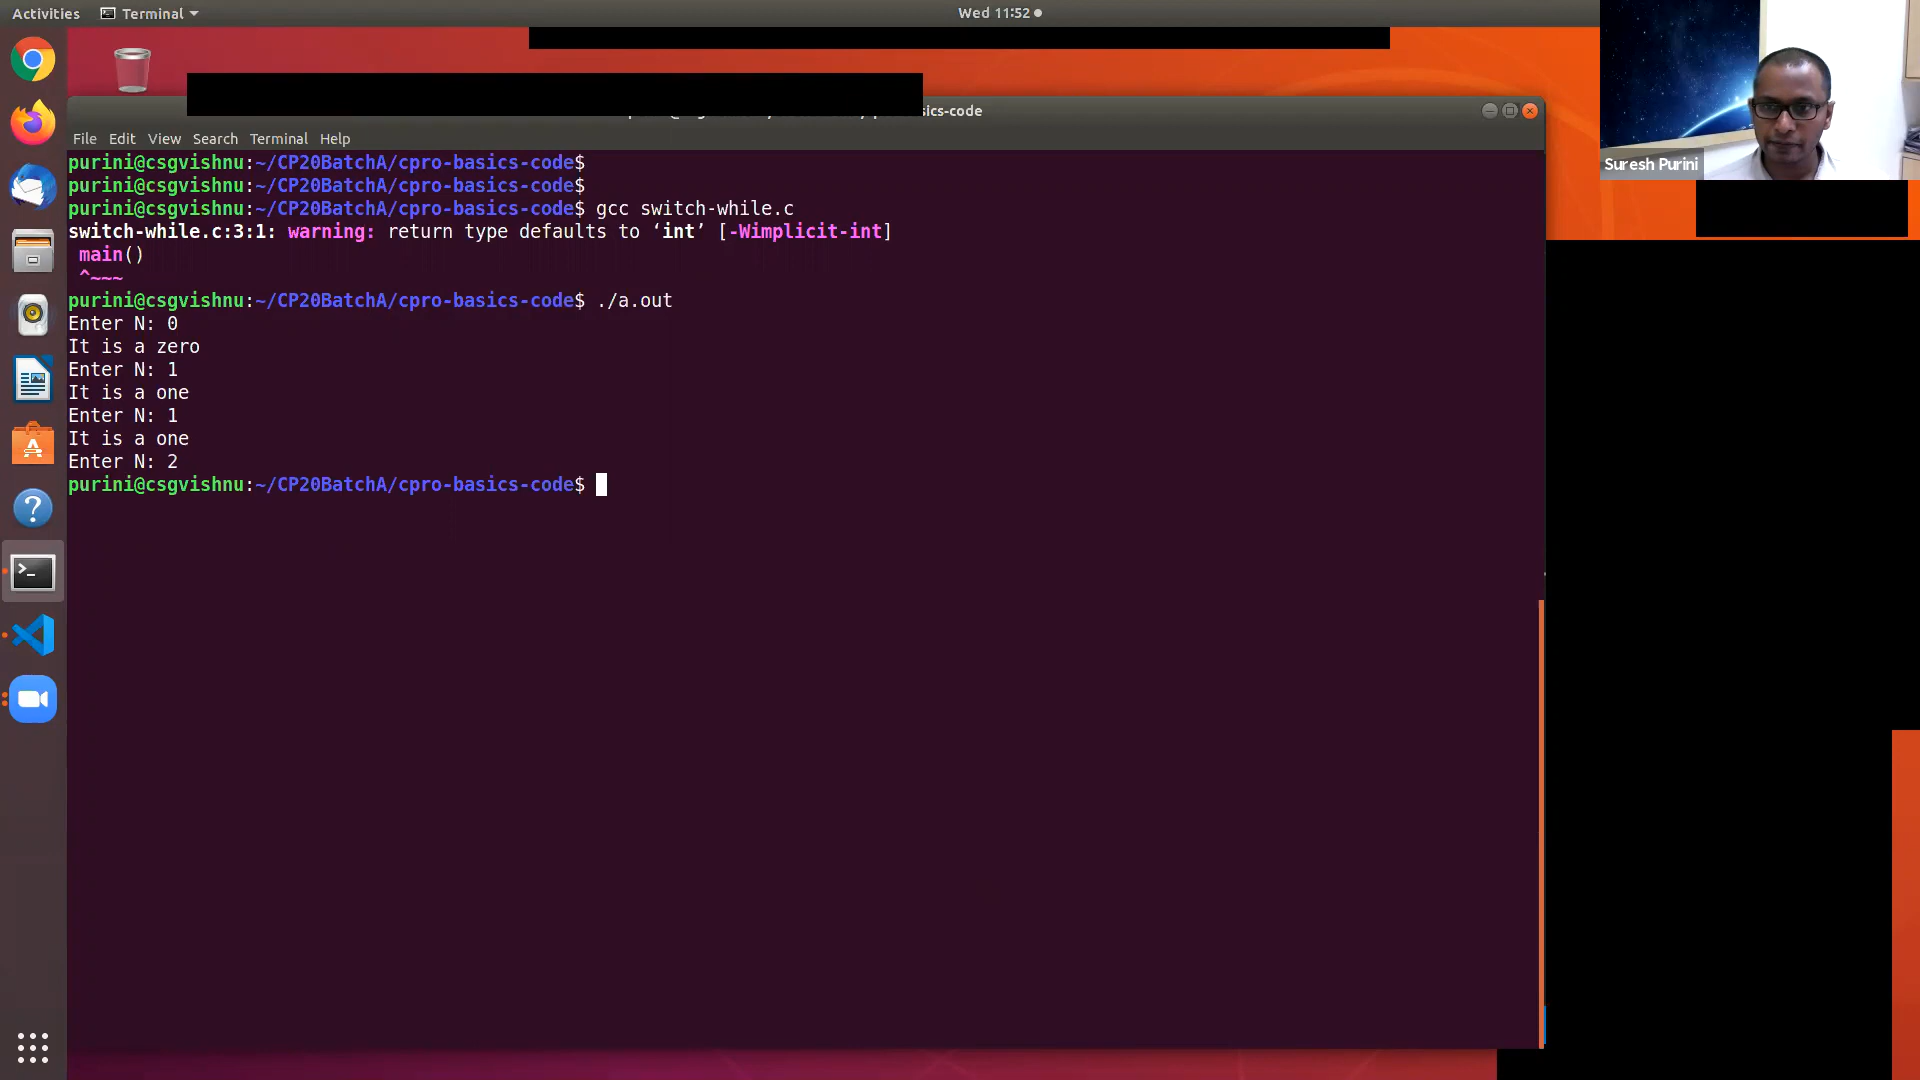 Activities
Terminal
Wed 11:52
Suresh Purini
sics-code
File Edit View Search Terminal Help
purini@csgvishnu:~/CP20BatchA/cpro-basics-code$
purini@csgvishnu:~/CP20BatchA/cpro-basics-code$
purini@csgvishnu:~/CP20BatchA/cpro-basics-code$ gcc switch-while.c
switch-while.c:3:1: warning: return type defaults to ‘int’ [-Wimplicit-int]
main()
^~~~
purini@csgvishnu:~/CP20BatchA/cpro-basics-code$ ./a.out
Enter N: 0
It is a zero
Enter N: 1
It is a one
Enter N: 1
It is a one
Enter N: 2
purini@csgvishnu:~/CP20BatchA/cpro-basics-code$